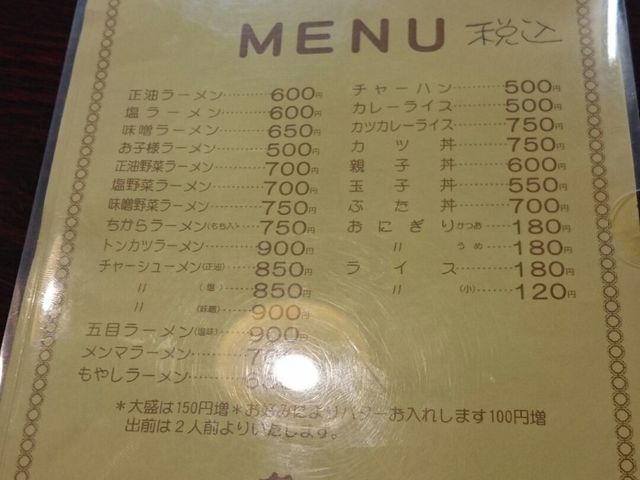 MENU 税込
正油ラーメン 600円
塩ラーメン 600円
味噌ラーメン 650円
お子様ラーメン 500円
正油野菜ラーメン 700円
塩野菜ラーメン 700円
味噌野菜ラーメン 750円
ちからラーメン(もち入) 750円
トンカツラーメン 900円
チャーシューメン(正油) 850円
〃 (塩) 850円
〃 (味噌) 900円
五目ラーメン(塩味) 900円
メンマラーメン
もやしラーメン
チャーハン 500円
カレーライス 500円
カツカレーライス 750円
カツ丼 750円
親子丼 600円
玉子丼 550円
ぶた丼 700円
おにぎり かつお 180円
〃 うめ 180円
ライス 180円
〃 (小) 120円
*大盛は150円増*お好みによりバターお入れします100円増
出前は2人前よりいたします。